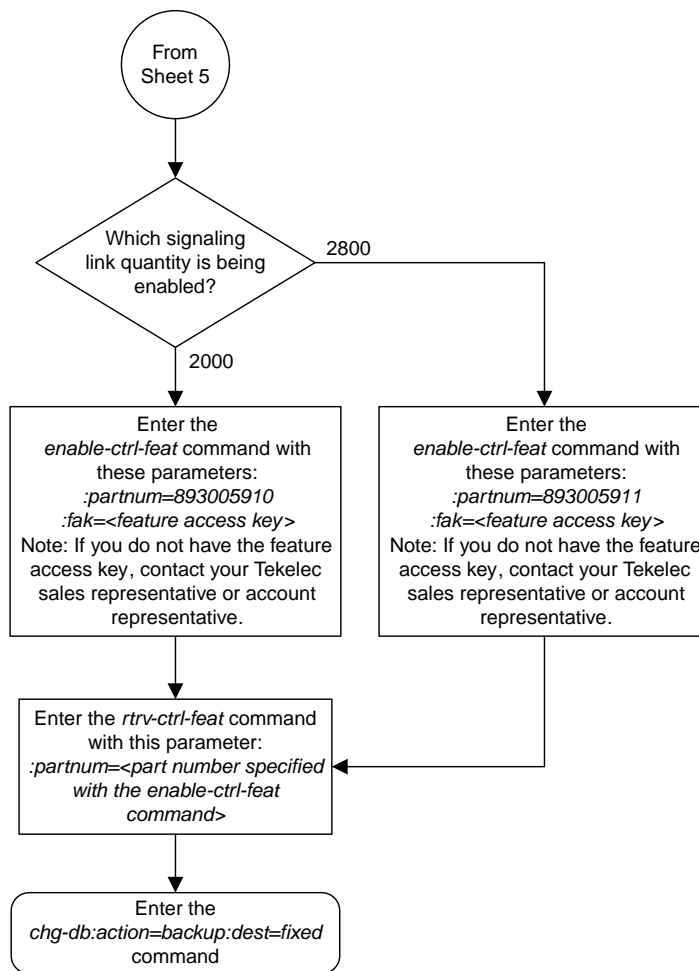 From
Sheet 5
Which signaling
link quantity is being
enabled?
2800
2000
Enter the
enable-ctrl-feat command with
these parameters:
:partnum=893005910
:fak=<feature access key>
Note: If you do not have the feature
access key, contact your Tekelec
sales representative or account
representative.
Enter the
enable-ctrl-feat command with
these parameters:
:partnum=893005911
:fak=<feature access key>
Note: If you do not have the feature
access key, contact your Tekelec
sales representative or account
representative.
Enter the rtrv-ctrl-feat command
with this parameter:
:partnum=<part number specified
with the enable-ctrl-feat
command>
Enter the
chg-db:action=backup:dest=fixed
command